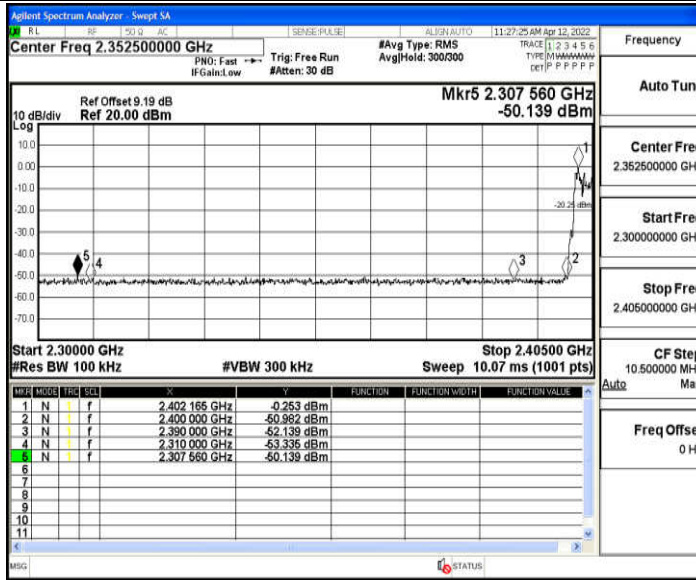 Agilent Spectrum Analyzer - Swept SA
RL RF 50 Ω AC SENSE:PULSE ALIGN AUTO 11:27:25 AM Apr 12, 2022
Center Freq 2.352500000 GHz
PNO: Fast
IFGain:Low
Trig: Free Run
#Atten: 30 dB
#Avg Type: RMS
Avg|Hold: 300/300
TRACE 1 2 3 4 5 6
TYPE M W W W W W
DET P P P P P P
Mkr5 2.307 560 GHz
-50.139 dBm
Ref Offset 9.19 dB
10 dB/div Ref 20.00 dBm
Log
10.0
0.00
-10.0
-20.0
-30.0
-40.0
-50.0
-60.0
-70.0
1
-20.25 dBm
5
4
3
2
Start 2.30000 GHz Stop 2.40500 GHz
#Res BW 100 kHz #VBW 300 kHz Sweep 10.07 ms (1001 pts)
MKR MODE TRC SCL X Y FUNCTION FUNCTION WIDTH FUNCTION VALUE
1 N 1 f 2.402 165 GHz -0.253 dBm
2 N 1 f 2.400 000 GHz -50.982 dBm
3 N 1 f 2.390 000 GHz -52.139 dBm
4 N 1 f 2.310 000 GHz -53.335 dBm
5 N 1 f 2.307 560 GHz -50.139 dBm
6
7
8
9
10
11
MSG STATUS
Frequency
Auto Tun
Center Fre
2.352500000 GH
Start Fre
2.300000000 GH
Stop Fre
2.405000000 GH
CF Ste
10.500000 MH
Auto Ma
Freq Offse
0 H